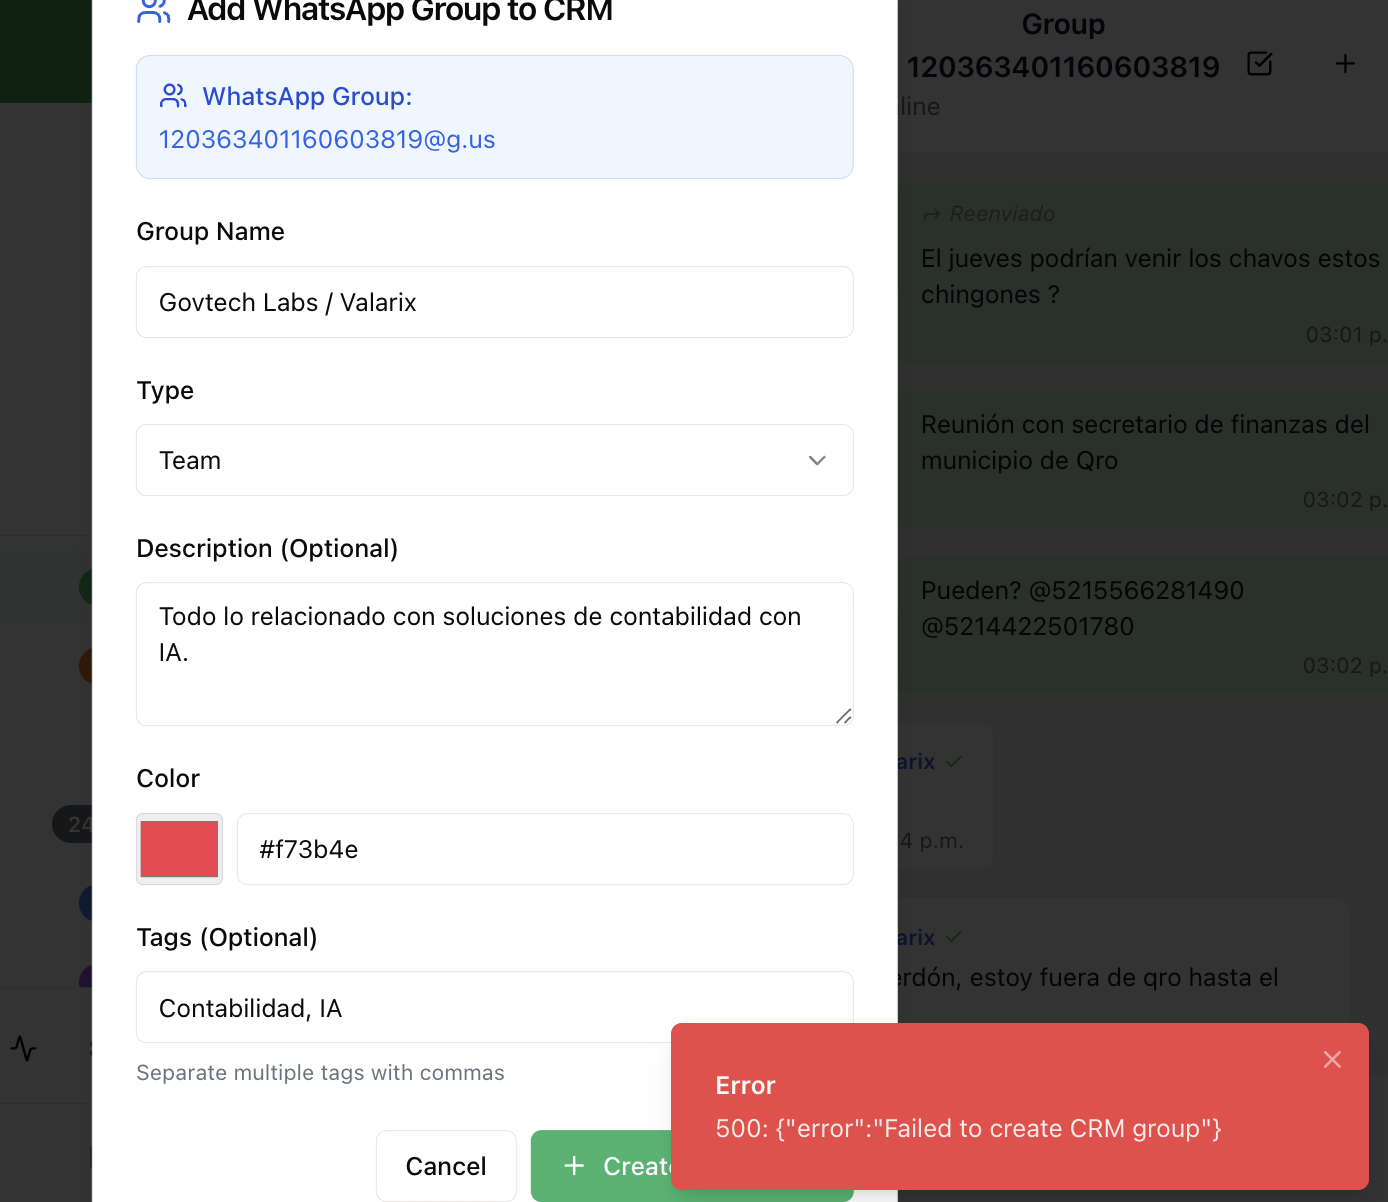 Add WhatsApp Group to CRM
WhatsApp Group:
120363401160603819@g.us
Group Name
Govtech Labs / Valarix
Type
Team
Description (Optional)
Todo lo relacionado con soluciones de contabilidad con
IA.
Color
#f73b4e
Tags (Optional)
Contabilidad, IA
Separate multiple tags with commas
Cancel
+ Create
Group
120363401160603819
Reenviado
El jueves podrían venir los chavos estos
chingones ?
03:01 p.
Reunión con secretario de finanzas del
municipio de Qro
03:02 p.
Pueden? @5215566281490
@5214422501780
03:02 p.
arix
4 p.m.
arix
erdón, estoy fuera de qro hasta el
24
Error
500: {"error":"Failed to create CRM group"}